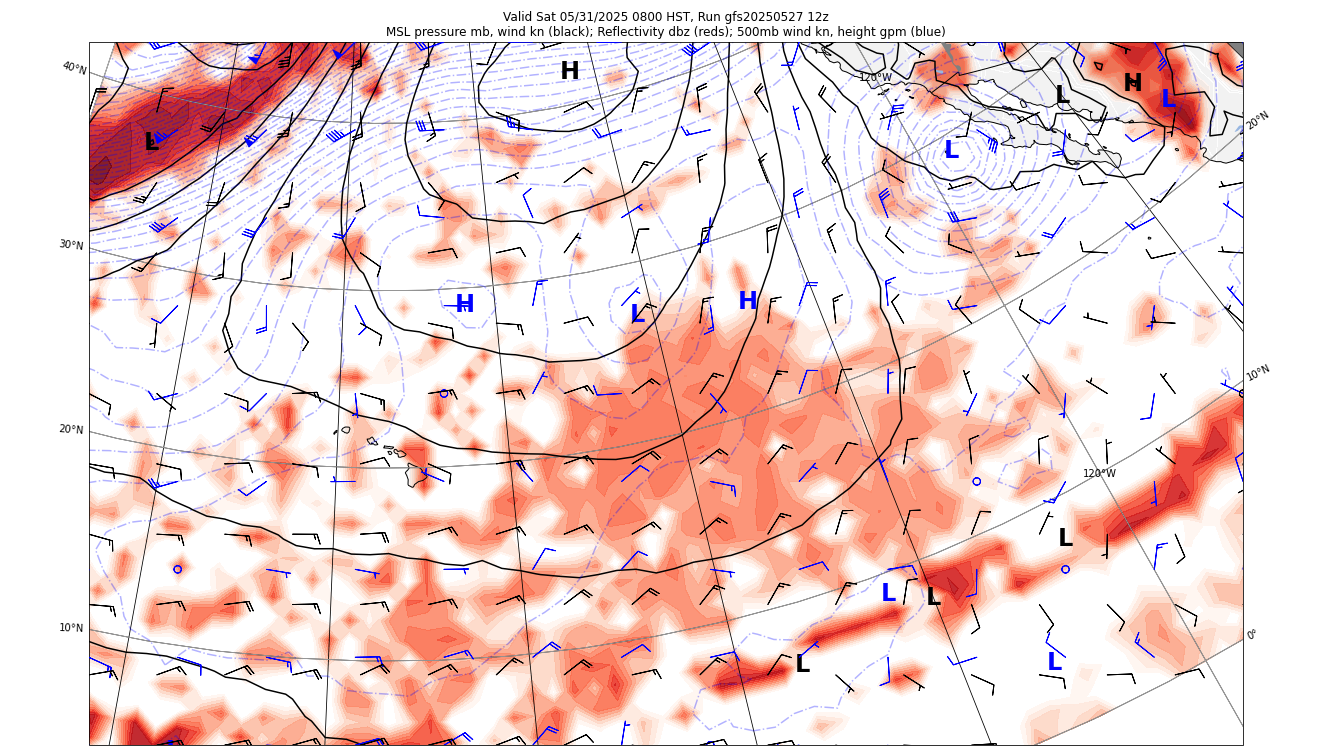 Valid Sat 05/31/2025 0800 HST, Run gfs20250527 12z
MSL pressure mb, wind kn (black); Reflectivity dbz (reds); 500mb wind kn, height gpm (blue)
40°N
H
120°W
L
H
L
20°N
L
L
30°N
H
L
H
10°N
20°N
120°W
L
L
L
10°N
0°
L
L